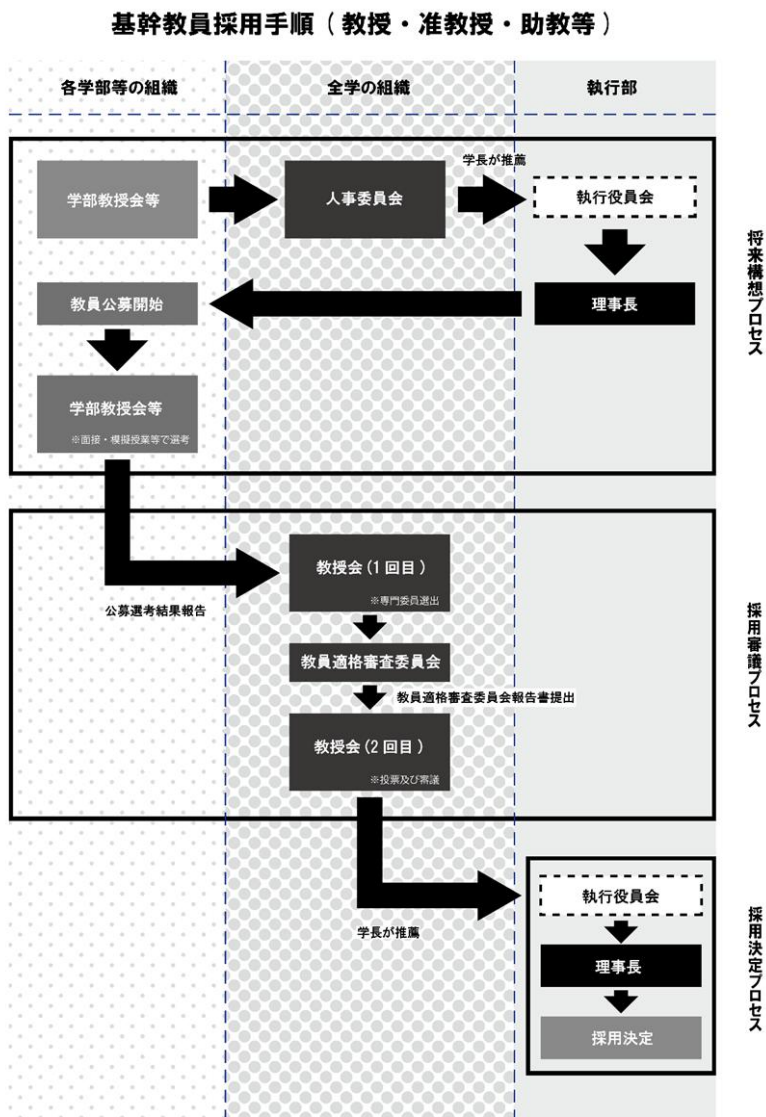 基幹教員採用手順（教授・准教授・助教等）
各学部等の組織
全学の組織
執行部
学部教授会等
人事委員会
学長が推薦
執行役員会
理事長
教員公募開始
学部教授会等
※面接・模擬授業等で選考
将来構想プロセス
公募選考結果報告
教授会(1回目)
※専門委員選出
教員適格審査委員会
教員適格審査委員会報告書提出
教授会(2回目)
※投票及び審議
採用審議プロセス
学長が推薦
執行役員会
理事長
採用決定
採用決定プロセス